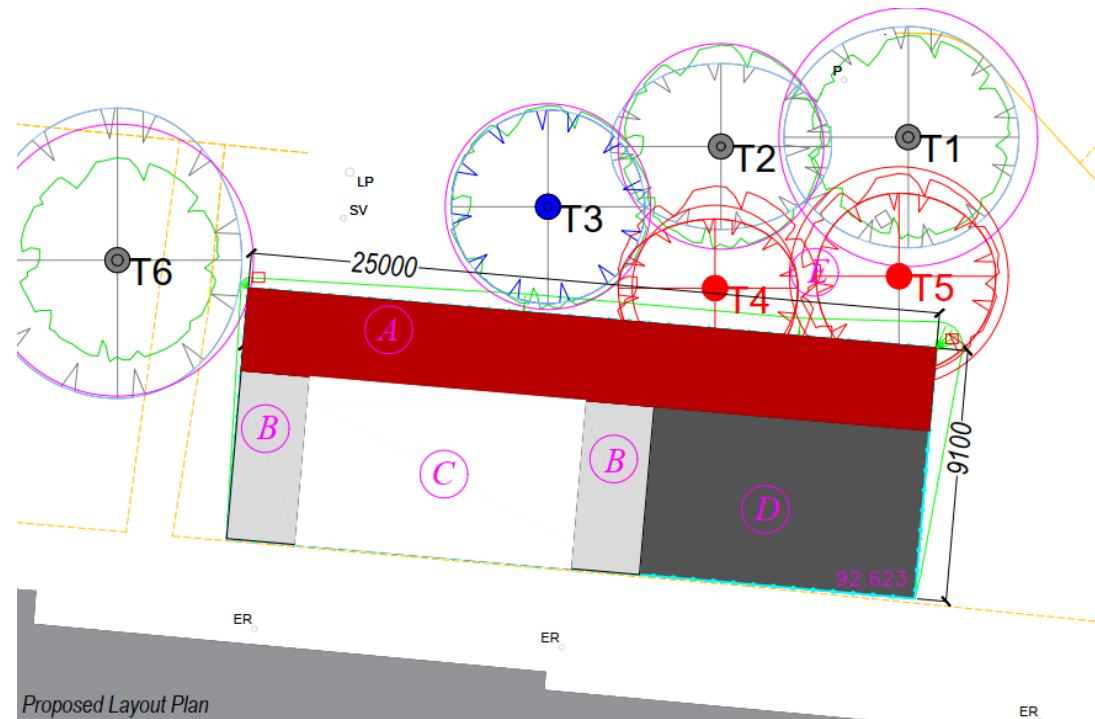 P
T1
T2
LP
SV
T3
T6
25000
E
T4
T5
A
B
B
9100
C
D
92.623
ER
ER
Proposed Layout Plan
ER